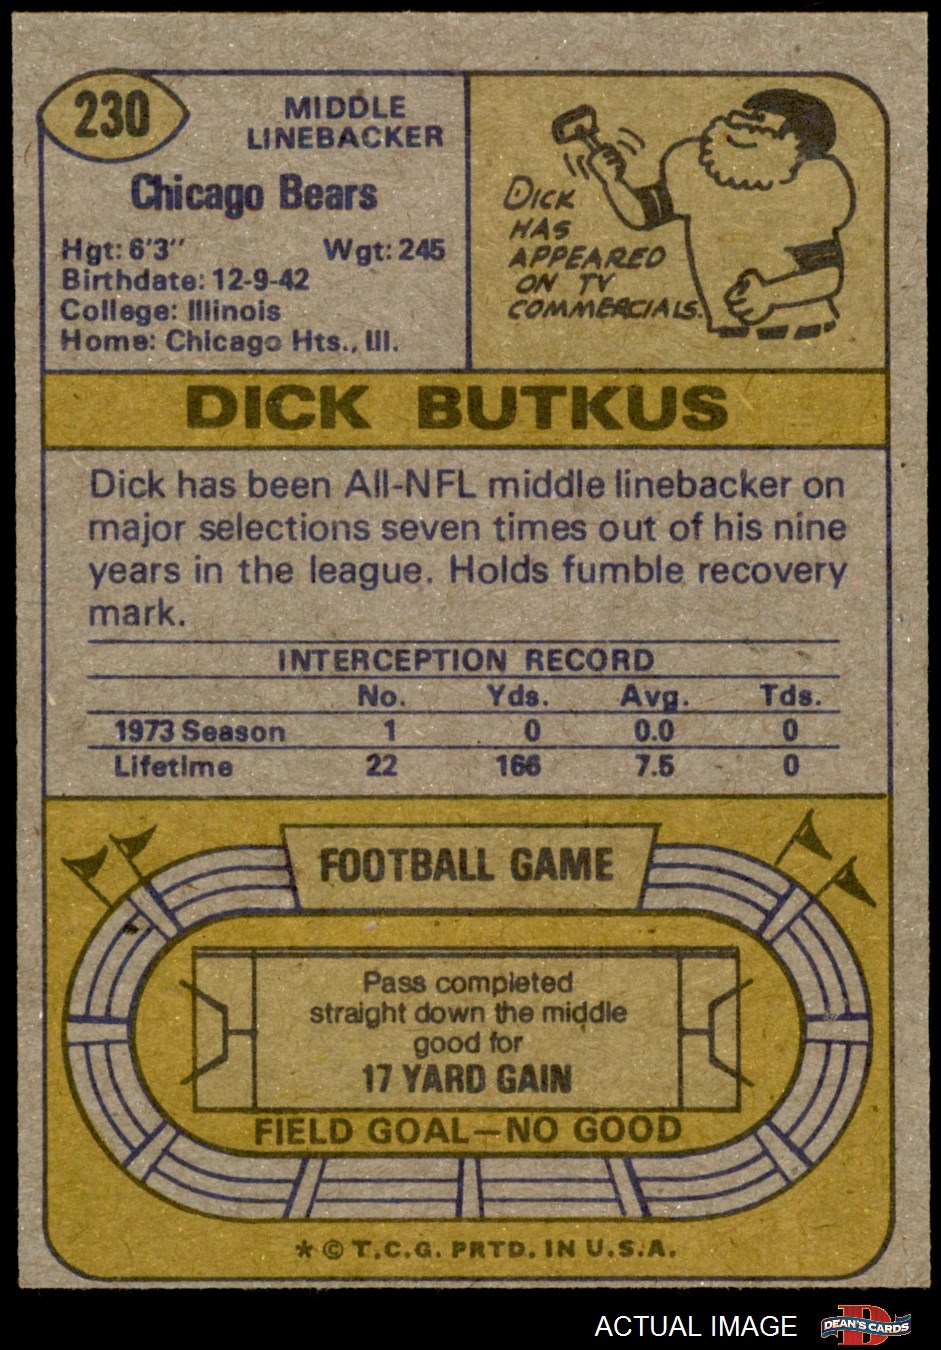 230
MIDDLE
LINEBACKER
Chicago Bears
Hgt: 6'3" Wgt: 245
Birthdate: 12-9-42
College: Illinois
Home: Chicago Hts., Ill.
DICK
HAS
APPEARED
ON TV
COMMERCIALS.
DICK BUTKUS
Dick has been All-NFL middle linebacker on
major selections seven times out of his nine
years in the league. Holds fumble recovery
mark.
INTERCEPTION RECORD
No. Yds. Avg. Tds.
1973 Season 1 0 0.0 0
Lifetime 22 166 7.5 0
FOOTBALL GAME
Pass completed
straight down the middle
good for
17 YARD GAIN
FIELD GOAL—NO GOOD
* © T.C.G. PRTD. IN U.S.A.
ACTUAL IMAGE
D
DEAN'S CARDS